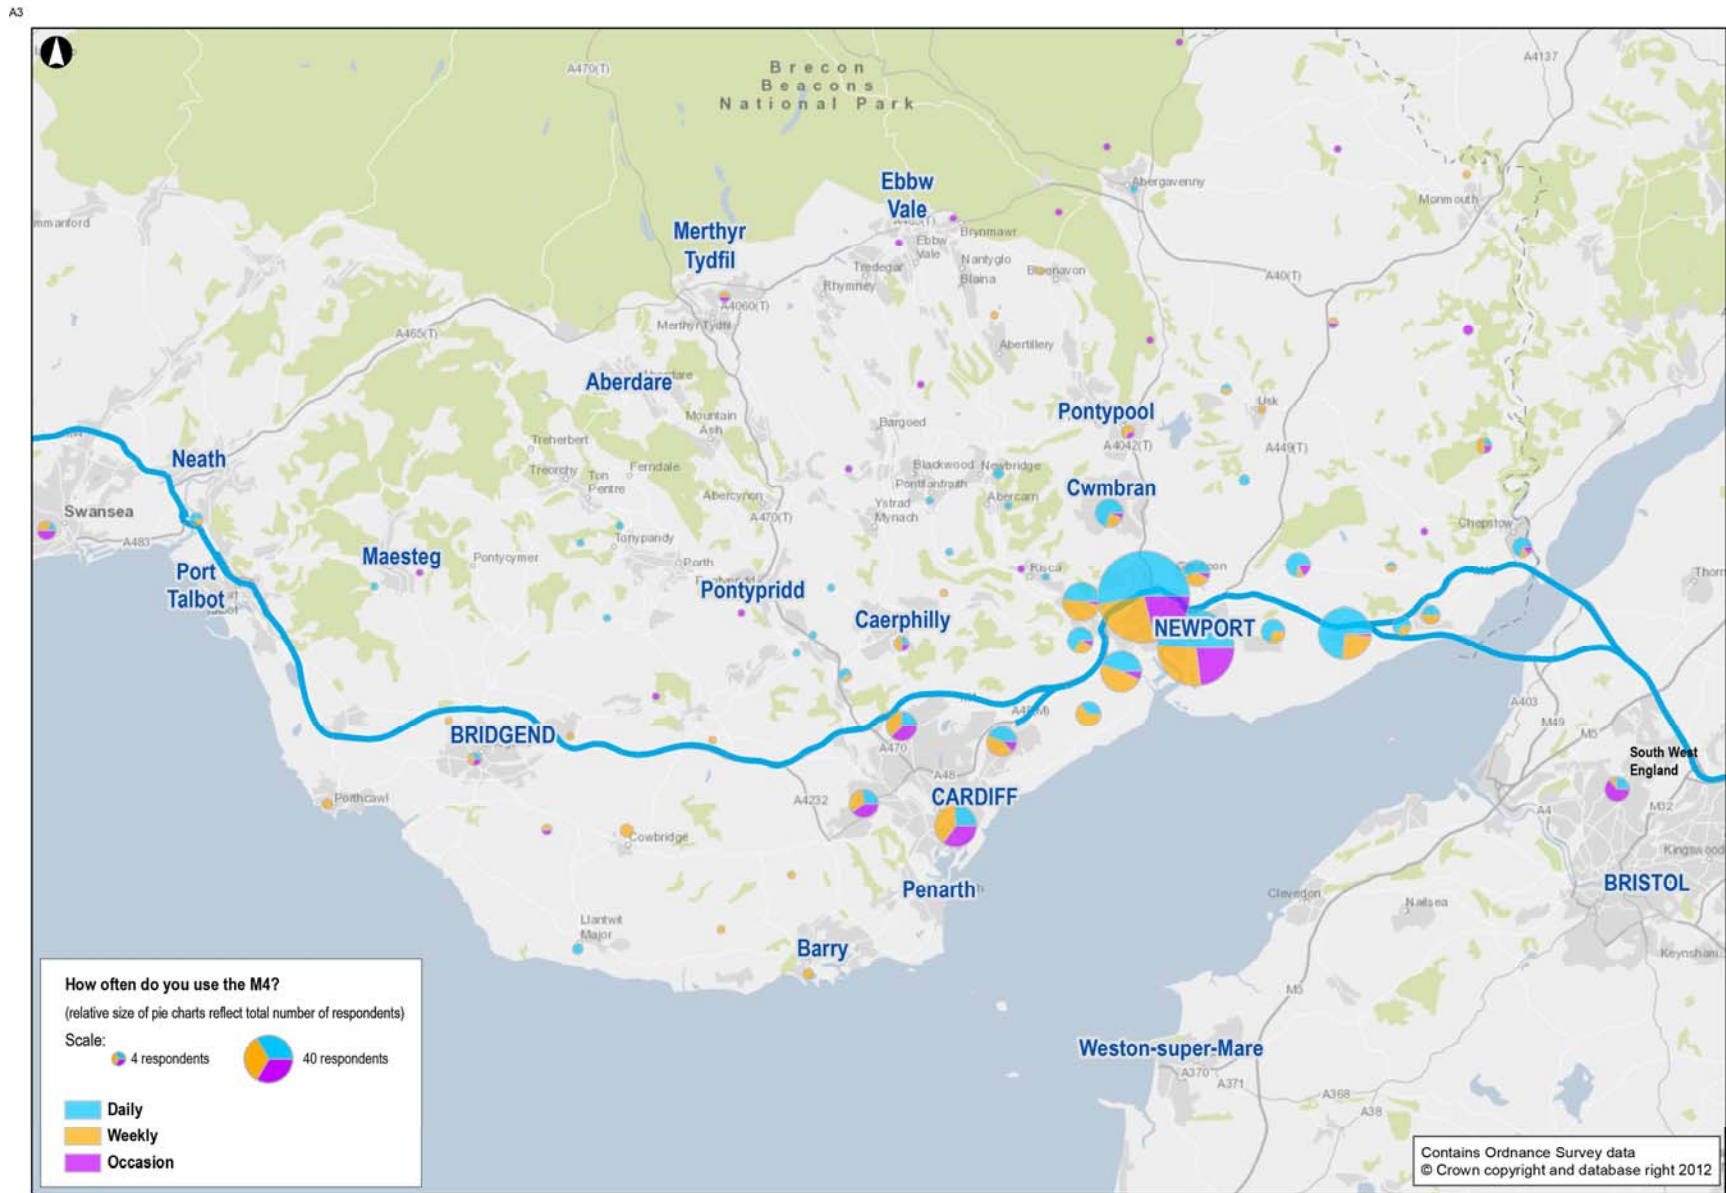 A3
Brecon
Beacons
National Park
A470(T)
A4137
Abergavenny
Monmouth
mmanford
Ebbw
Vale
Brynmawr
Ebbw
Vale
Nantyglo
Blaina
Tredegar
Rhymney
Blaenavon
A40(T)
Merthyr
Tydfil
A4060(T)
Merthyr Tydfil
A465(T)
Abertillery
Aberdare
Mountain
Ash
Bargoed
Pontypool
A4042(T)
Usk
A449(T)
Treherbert
Treorchy
Ton
Pentre
Ferndale
Abercynon
A470(T)
Blackwood
Newbridge
Pontllanfraith
Abercarn
Ystrad
Mynach
Cwmbran
Neath
Swansea
A483
Chepstow
Maesteg
Pontycymer
Tonypandy
Porth
Pontypridd
Risca
Port
Talbot
Caerphilly
NEWPORT
Thorn
A48(M)
BRIDGEND
A470
A48
A4232
CARDIFF
Porthcawl
Cowbridge
Penarth
Llantwit
Major
Barry
A403
M49
M5
South West
England
A4
M32
Kingswood
BRISTOL
Clevedon
Nailsea
Keynsham
M5
Weston-super-Mare
A370
A371
A368
A38
How often do you use the M4?
(relative size of pie charts reflect total number of respondents)
Scale:
4 respondents
40 respondents
Daily
Weekly
Occasion
Contains Ordnance Survey data
© Crown copyright and database right 2012